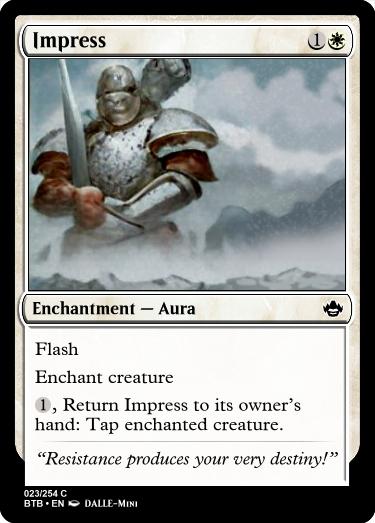 Impress 1
Enchantment — Aura
Flash
Enchant creature
1, Return Impress to its owner's
hand: Tap enchanted creature.
“Resistance produces your very destiny!”
023/254 C
BTB • EN DALLE-Mini